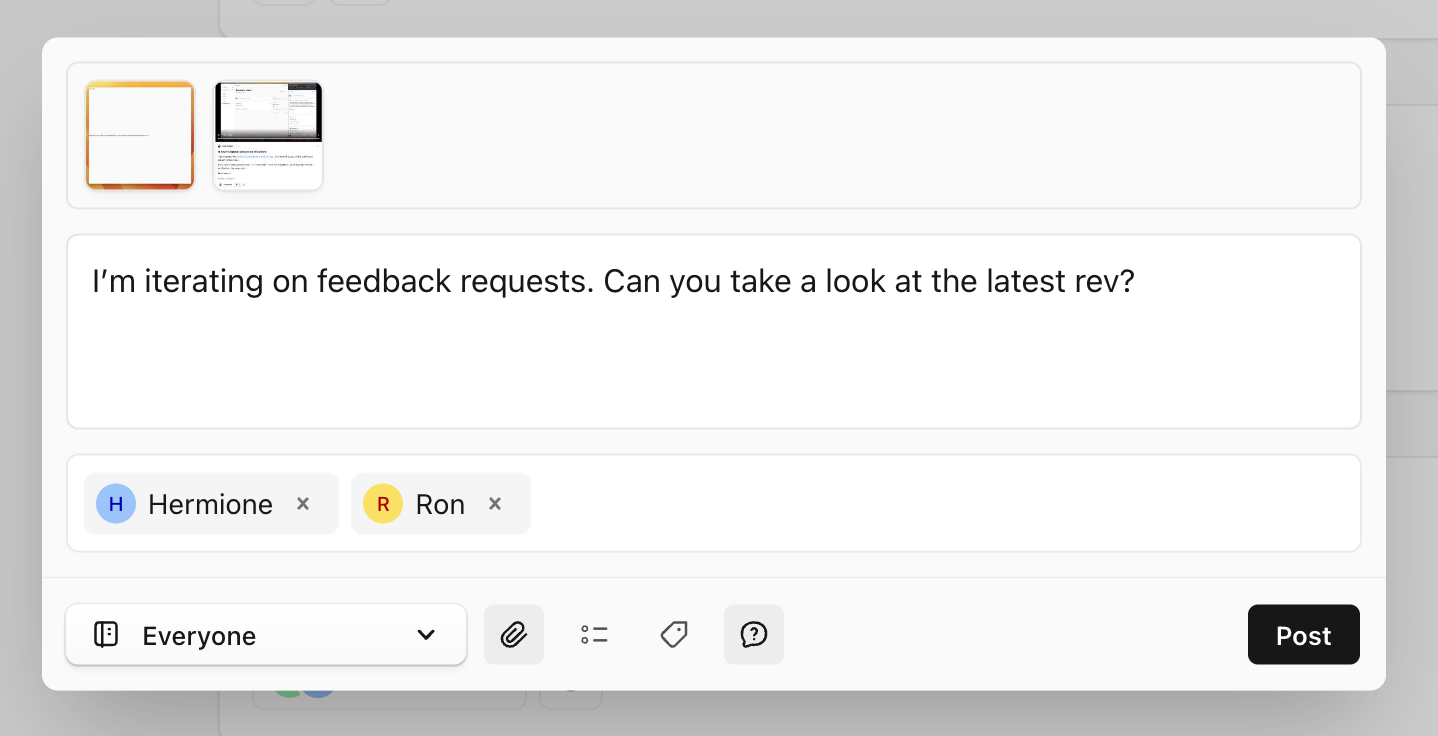 I’m iterating on feedback requests. Can you take a look at the latest rev?
H Hermione ×
R Ron ×
Everyone
Post